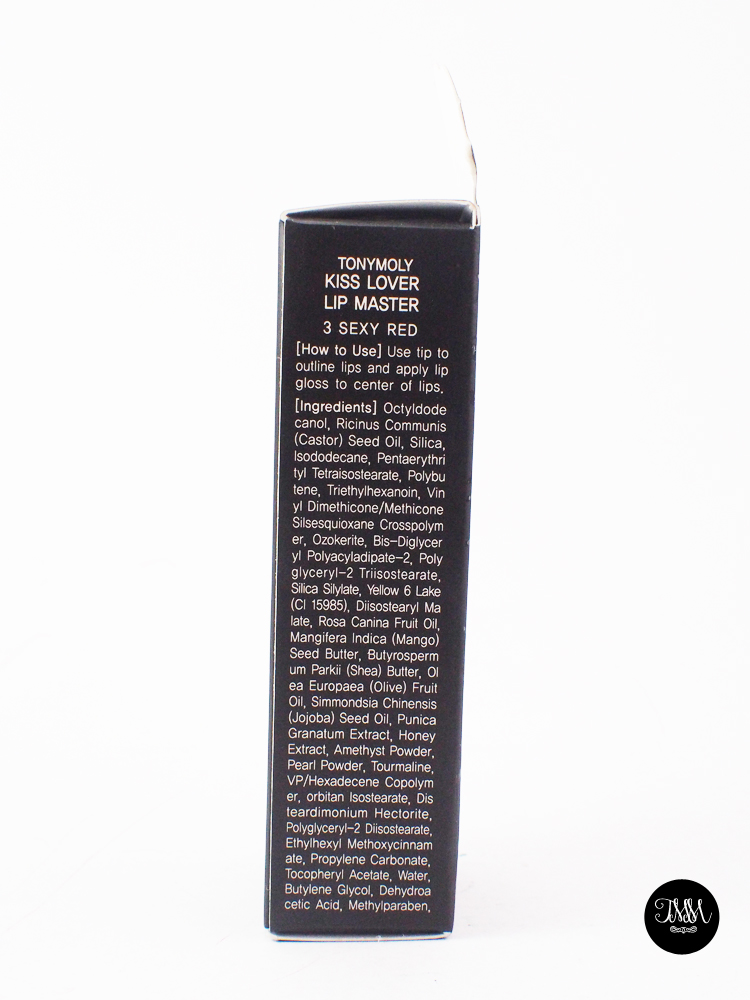 TONYMOLY
KISS LOVER
LIP MASTER
3 SEXY RED
[How to Use] Use tip to
outline lips and apply lip
gloss to center of lips.
[Ingredients] Octyldode
canol, Ricinus Communis
(Castor) Seed Oil, Silica,
Isododecane, Pentaerythri
tyl Tetraisostearate, Polybu
tene, Triethylhexanoin, Vin
yl Dimethicone/Methicone
Silsesquioxane Crosspolym
er, Ozokerite, Bis-Diglycer
yl Polyacyladipate-2, Poly
glyceryl-2 Triisostearate,
Silica Silylate, Yellow 6 Lake
(CI 15985), Diisostearyl Ma
late, Rosa Canina Fruit Oil,
Mangifera Indica (Mango)
Seed Butter, Butyrosperm
um Parkii (Shea) Butter, Ol
ea Europaea (Olive) Fruit
Oil, Simmondsia Chinensis
(Jojoba) Seed Oil, Punica
Granatum Extract, Honey
Extract, Amethyst Powder,
Pearl Powder, Tourmaline,
VP/Hexadecene Copolym
er, orbitan Isostearate, Dis
teardimonium Hectorite,
Polyglyceryl-2 Diisostearate,
Ethylhexyl Methoxycinnam
ate, Propylene Carbonate,
Tocopheryl Acetate, Water,
Butylene Glycol, Dehydroa
cetic Acid, Methylparaben,